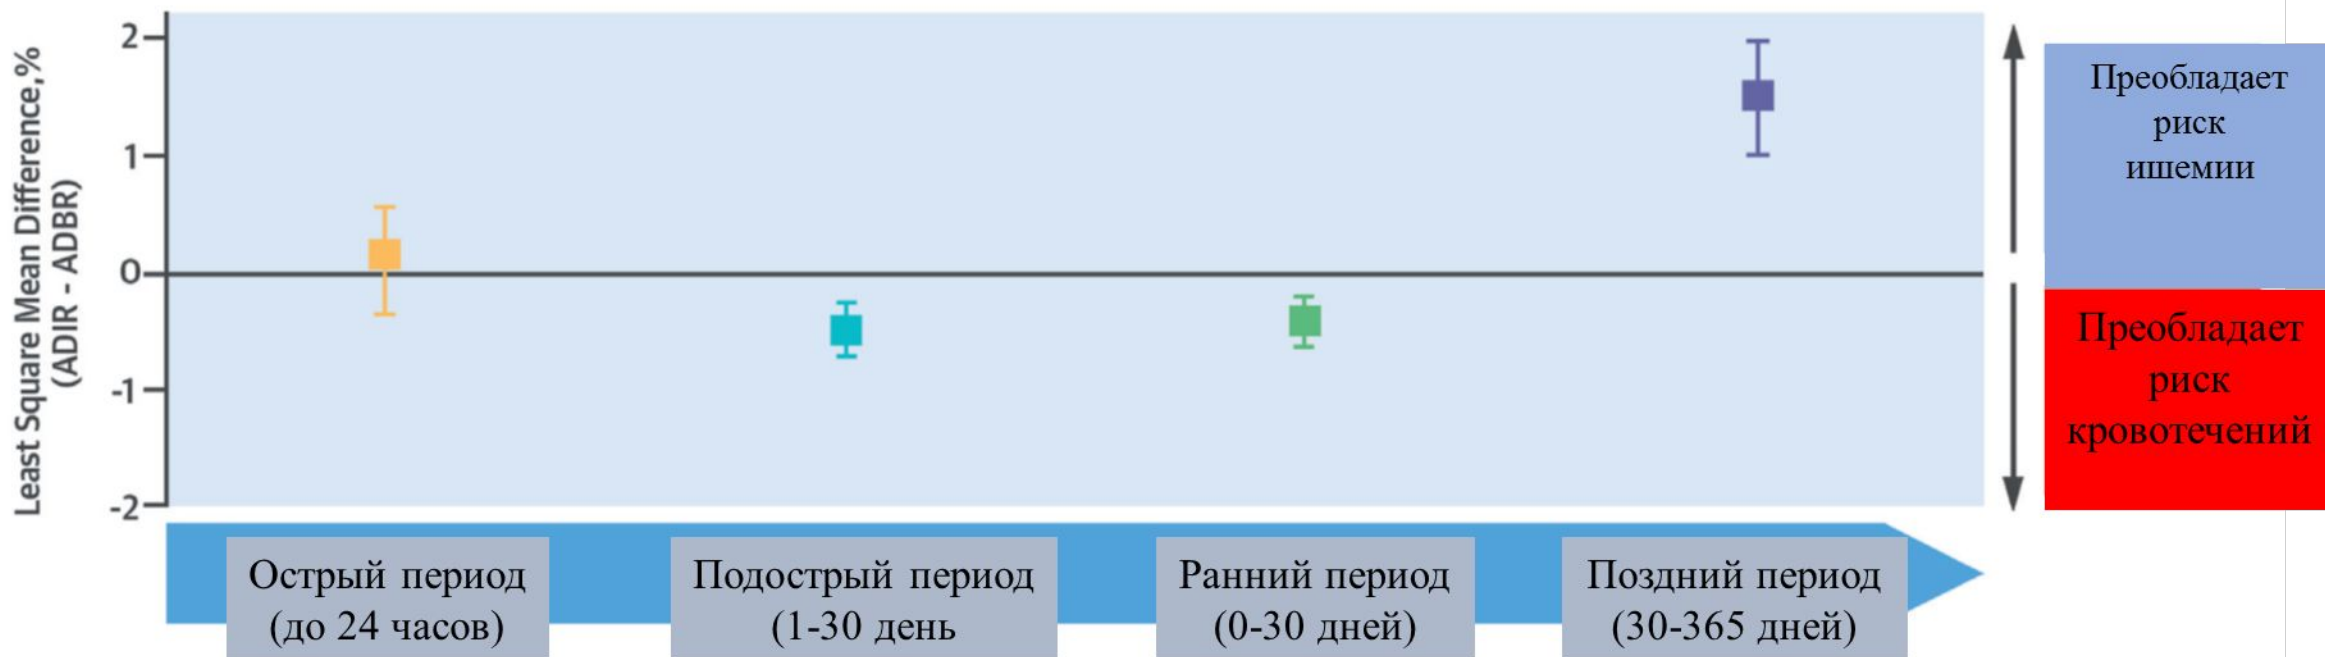 Least Square Mean Difference,%
(ADIR - ADBR)
2
1
0
-1
-2
Преобладает
риск
ишемии
Преобладает
риск
кровотечений
Острый период
(до 24 часов)
Подострый период
(1-30 день
Ранний период
(0-30 дней)
Поздний период
(30-365 дней)